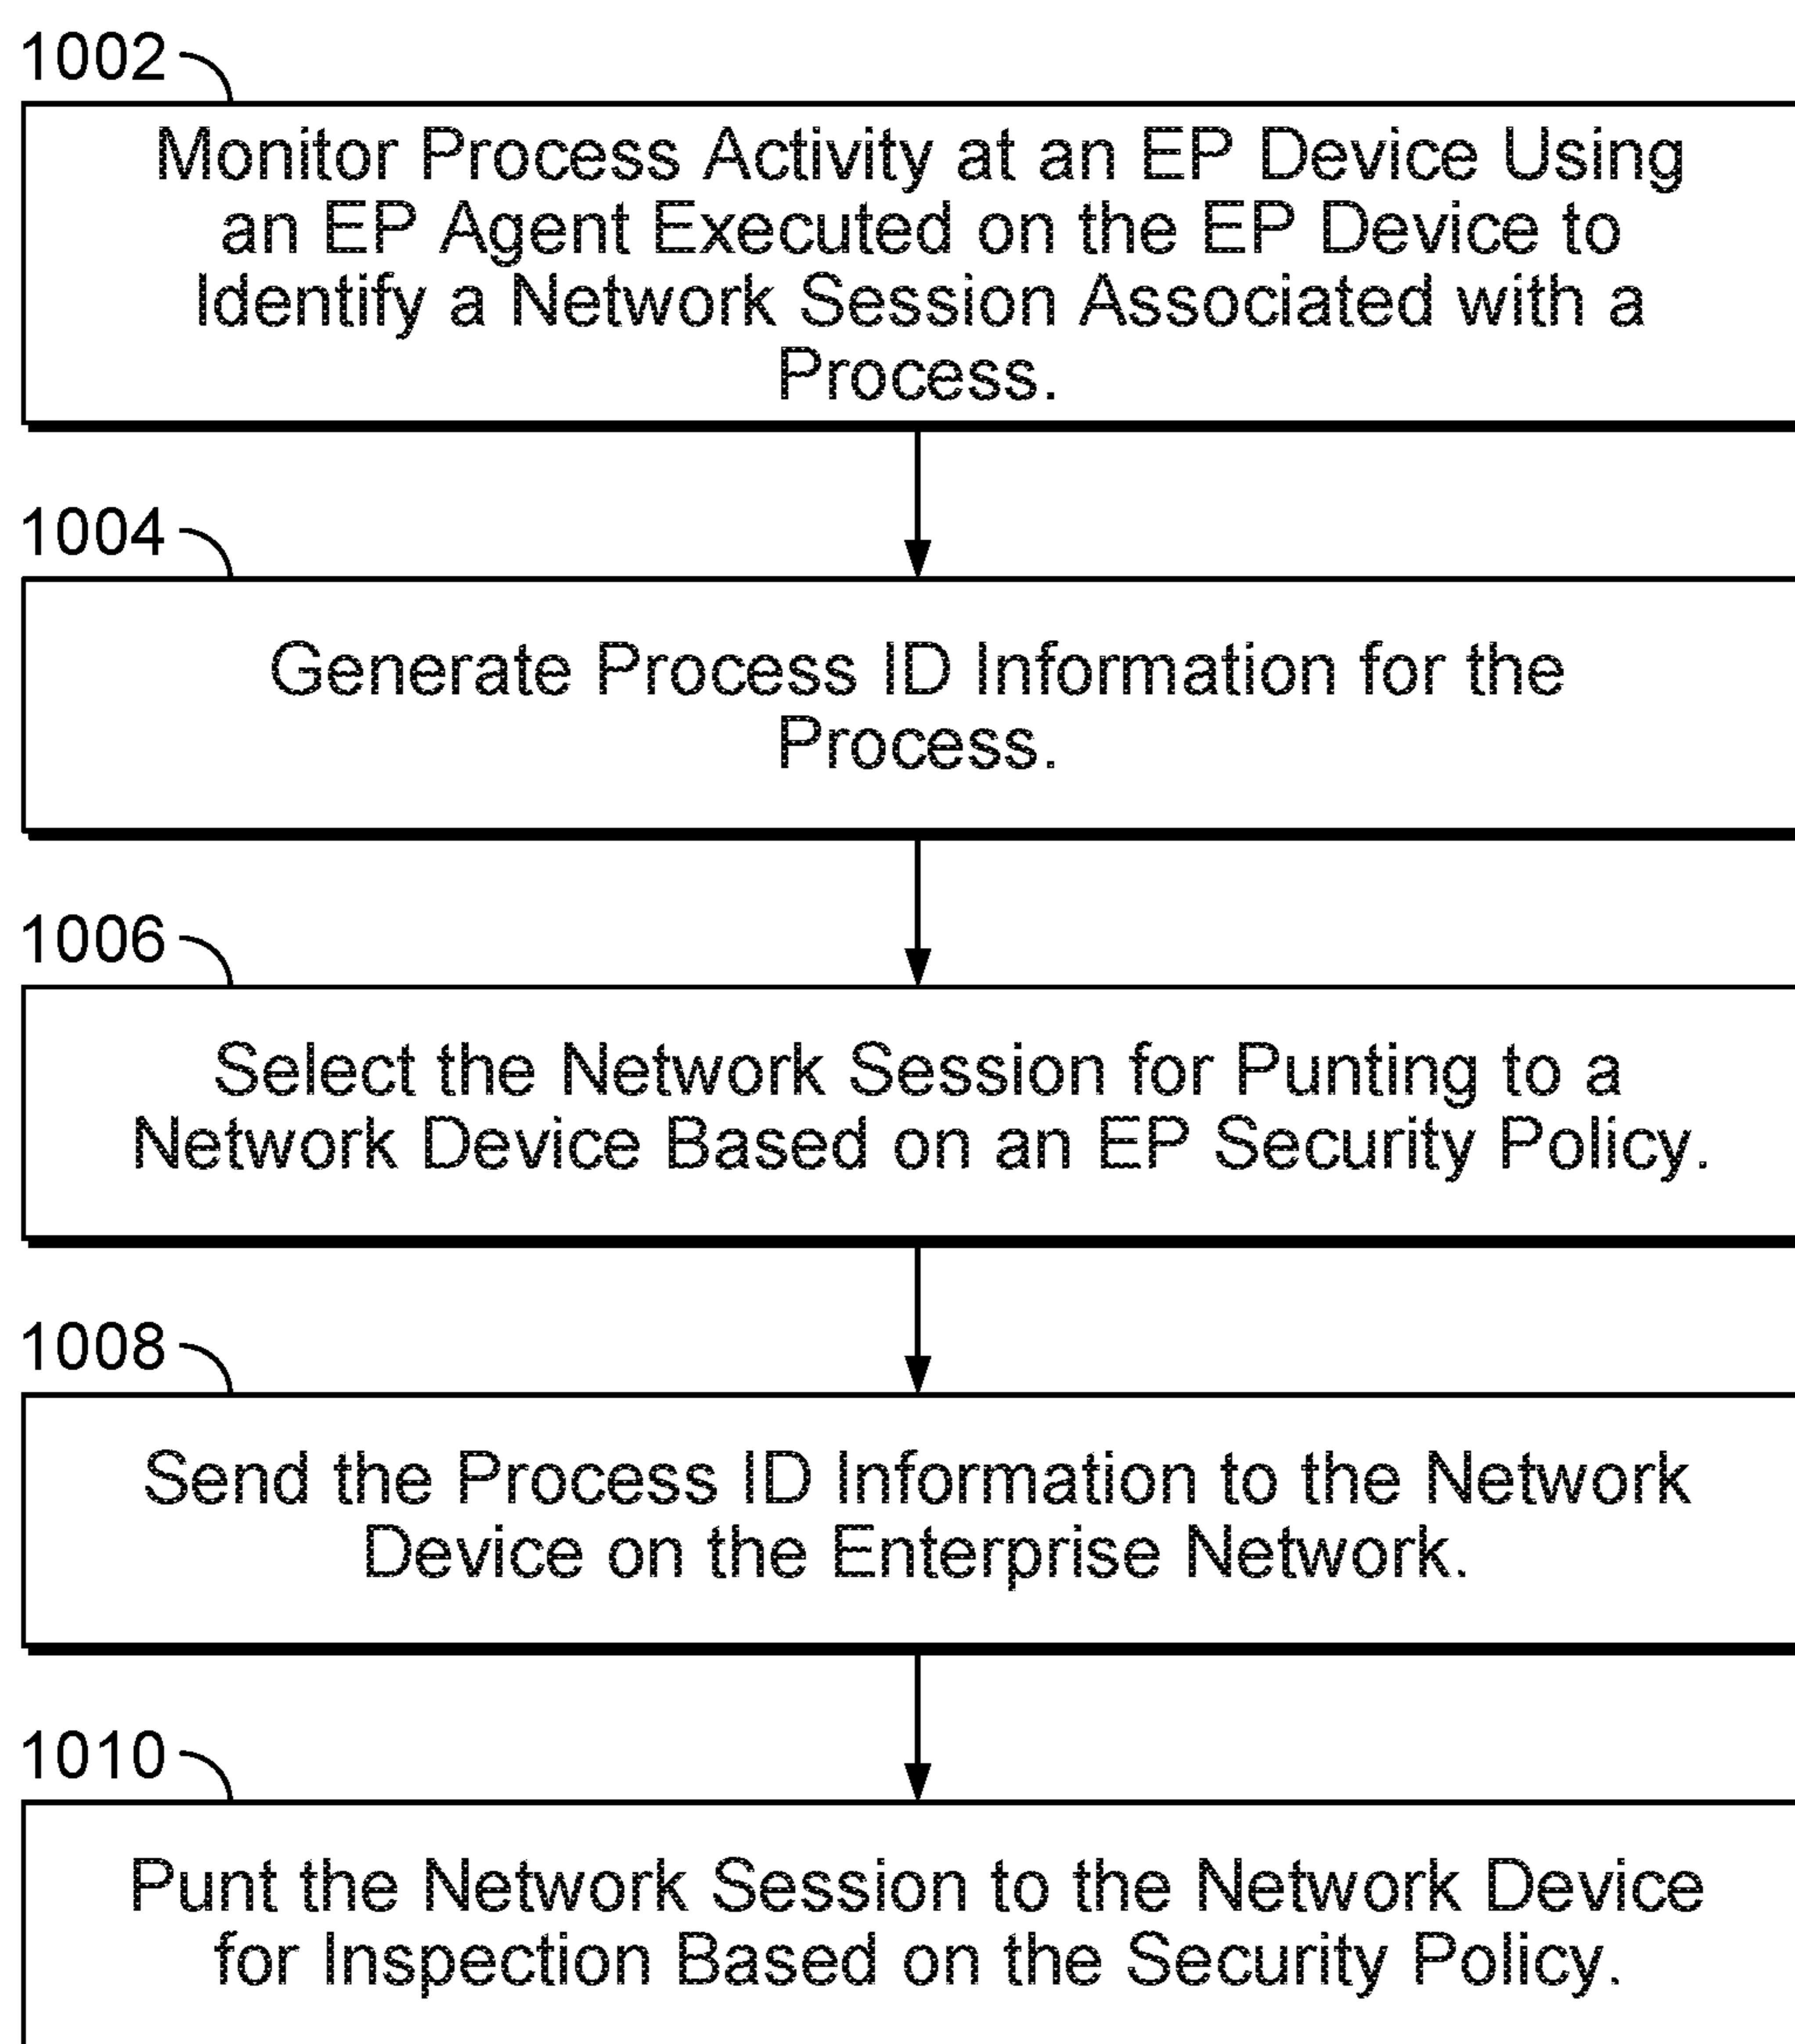 1002
Monitor Process Activity at an EP Device Using
an EP Agent Executed on the EP Device to
Identify a Network Session Associated with a
Process.
1004
Generate Process ID Information for the
Process.
1006
Select the Network Session for Punting to a
Network Device Based on an EP Security Policy.
1008
Send the Process ID Information to the Network
Device on the Enterprise Network.
1010
Punt the Network Session to the Network Device
for Inspection Based on the Security Policy.